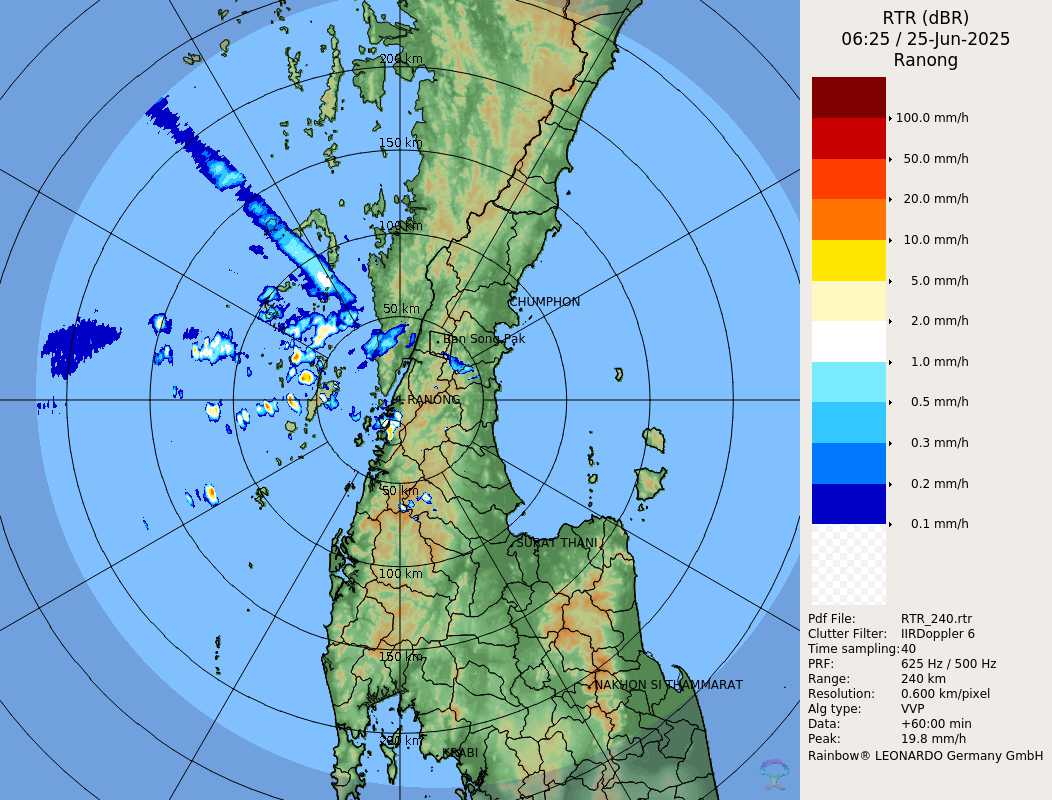 RTR (dBR)
06:25 / 25-Jun-2025
Ranong
100.0 mm/h
50.0 mm/h
20.0 mm/h
10.0 mm/h
5.0 mm/h
2.0 mm/h
1.0 mm/h
0.5 mm/h
0.3 mm/h
0.2 mm/h
0.1 mm/h
Pdf File: RTR_240.rtr
Clutter Filter: IIRDoppler 6
Time sampling:40
PRF: 625 Hz / 500 Hz
Range: 240 km
Resolution: 0.600 km/pixel
Alg type: VVP
Data: +60:00 min
Peak: 19.8 mm/h
Rainbow® LEONARDO Germany GmbH
200 km
150 km
100 km
50 km
CHUMPHON
Ban Song Pak
RANONG
50 km
SURAT THANI
100 km
150 km
NAKHON SI THAMMARAT
200 km
KRABI